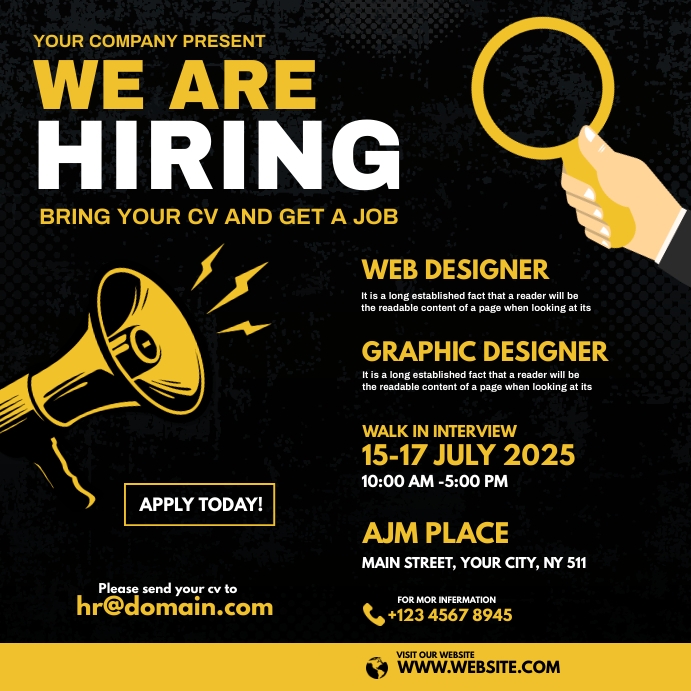 YOUR COMPANY PRESENT
WE ARE
HIRING
BRING YOUR CV AND GET A JOB
WEB DESIGNER
It is a long established fact that a reader will be
the readable content of a page when looking at its
GRAPHIC DESIGNER
It is a long established fact that a reader will be
the readable content of a page when looking at its
WALK IN INTERVIEW
15-17 JULY 2025
10:00 AM -5:00 PM
APPLY TODAY!
AJM PLACE
MAIN STREET, YOUR CITY, NY 511
Please send your cv to
hr@domain.com
FOR MOR INFERMATION
+123 4567 8945
VISIT OUR WEBSITE
WWW.WEBSITE.COM